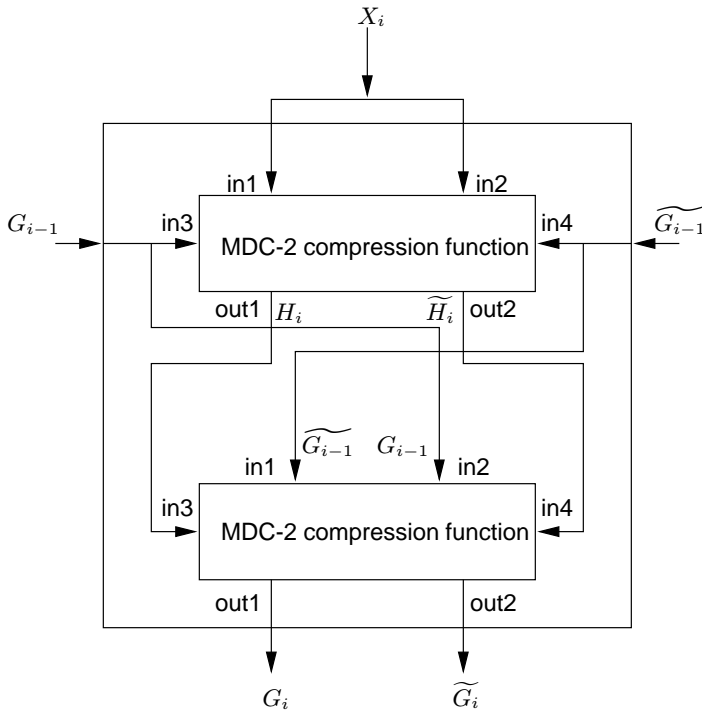 $X_i$
in1 in2
$G_{i-1}$ in3 in4 $\widetilde{G_{i-1}}$
MDC-2 compression function
out1 $H_i$ $\widetilde{H_i}$ out2
$\widetilde{G_{i-1}}$ $G_{i-1}$
in1 in2
in3 in4
MDC-2 compression function
out1 out2
$G_i$ $\widetilde{G_i}$